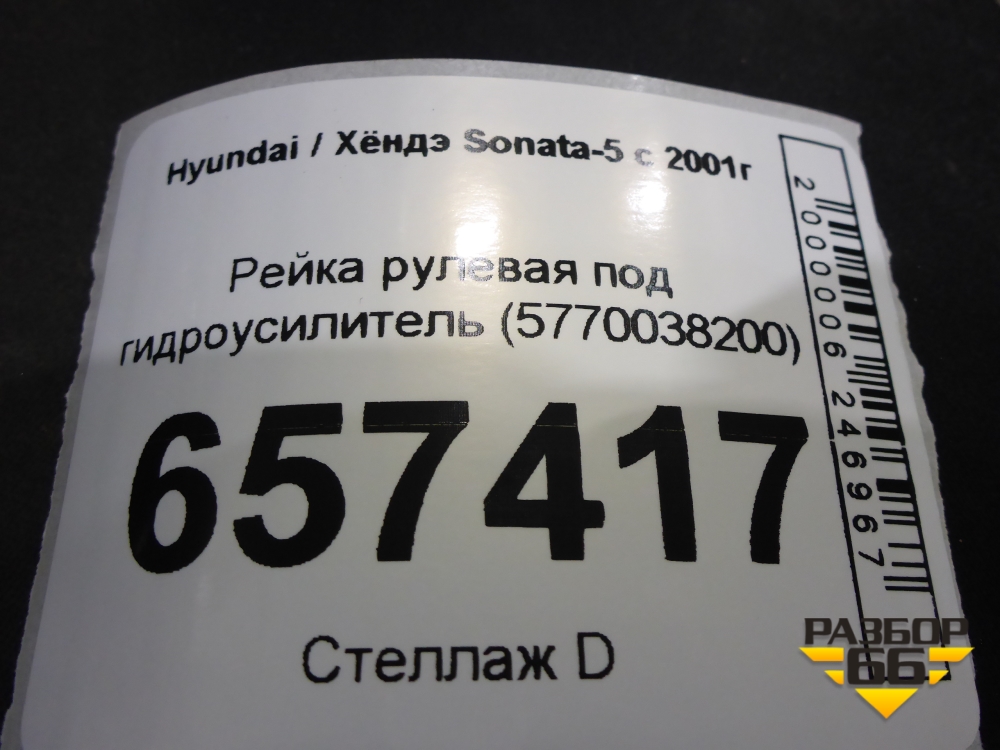 Hyundai / Хёндэ Sonata-5 с 2001г
Рейка рулевая под
гидроусилитель (5770038200)
657417
Стеллаж D
2000006246967
РАЗБОР
66